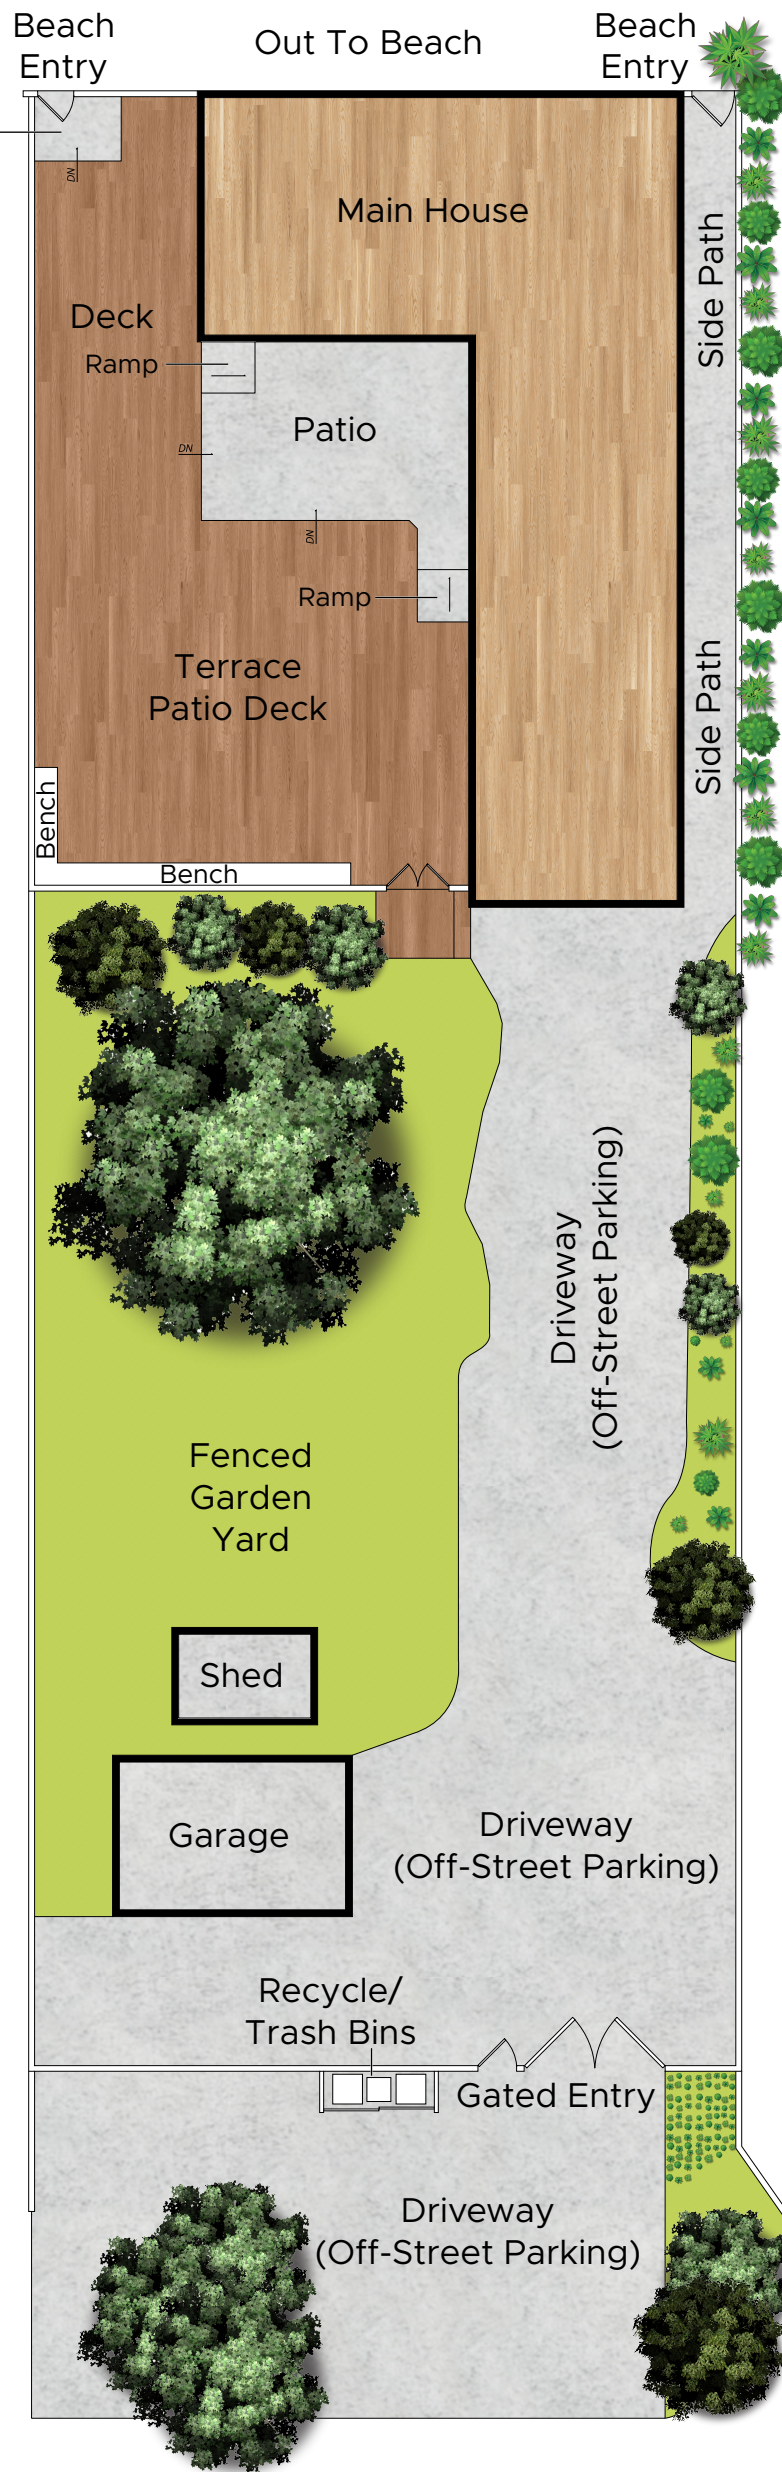 Beach
Entry
Out To Beach
Beach
Entry
DN
Main House
Side Path
Deck
Ramp
Patio
DN
DN
Ramp
Terrace
Patio Deck
Side Path
Bench
Bench
Driveway
(Off-Street Parking)
Fenced
Garden
Yard
Shed
Garage
Driveway
(Off-Street Parking)
Recycle/
Trash Bins
Gated Entry
Driveway
(Off-Street Parking)